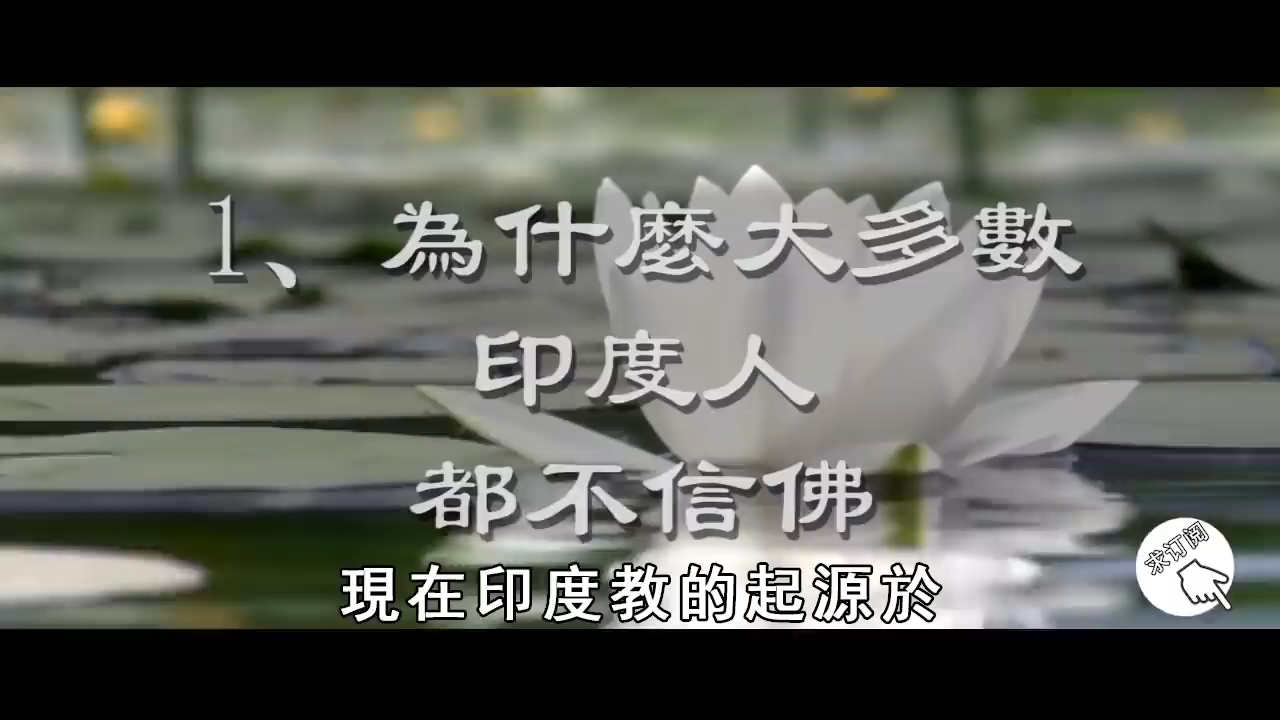 1、為什麼大多數
印度人
都不信佛
求订阅
現在印度教的起源於